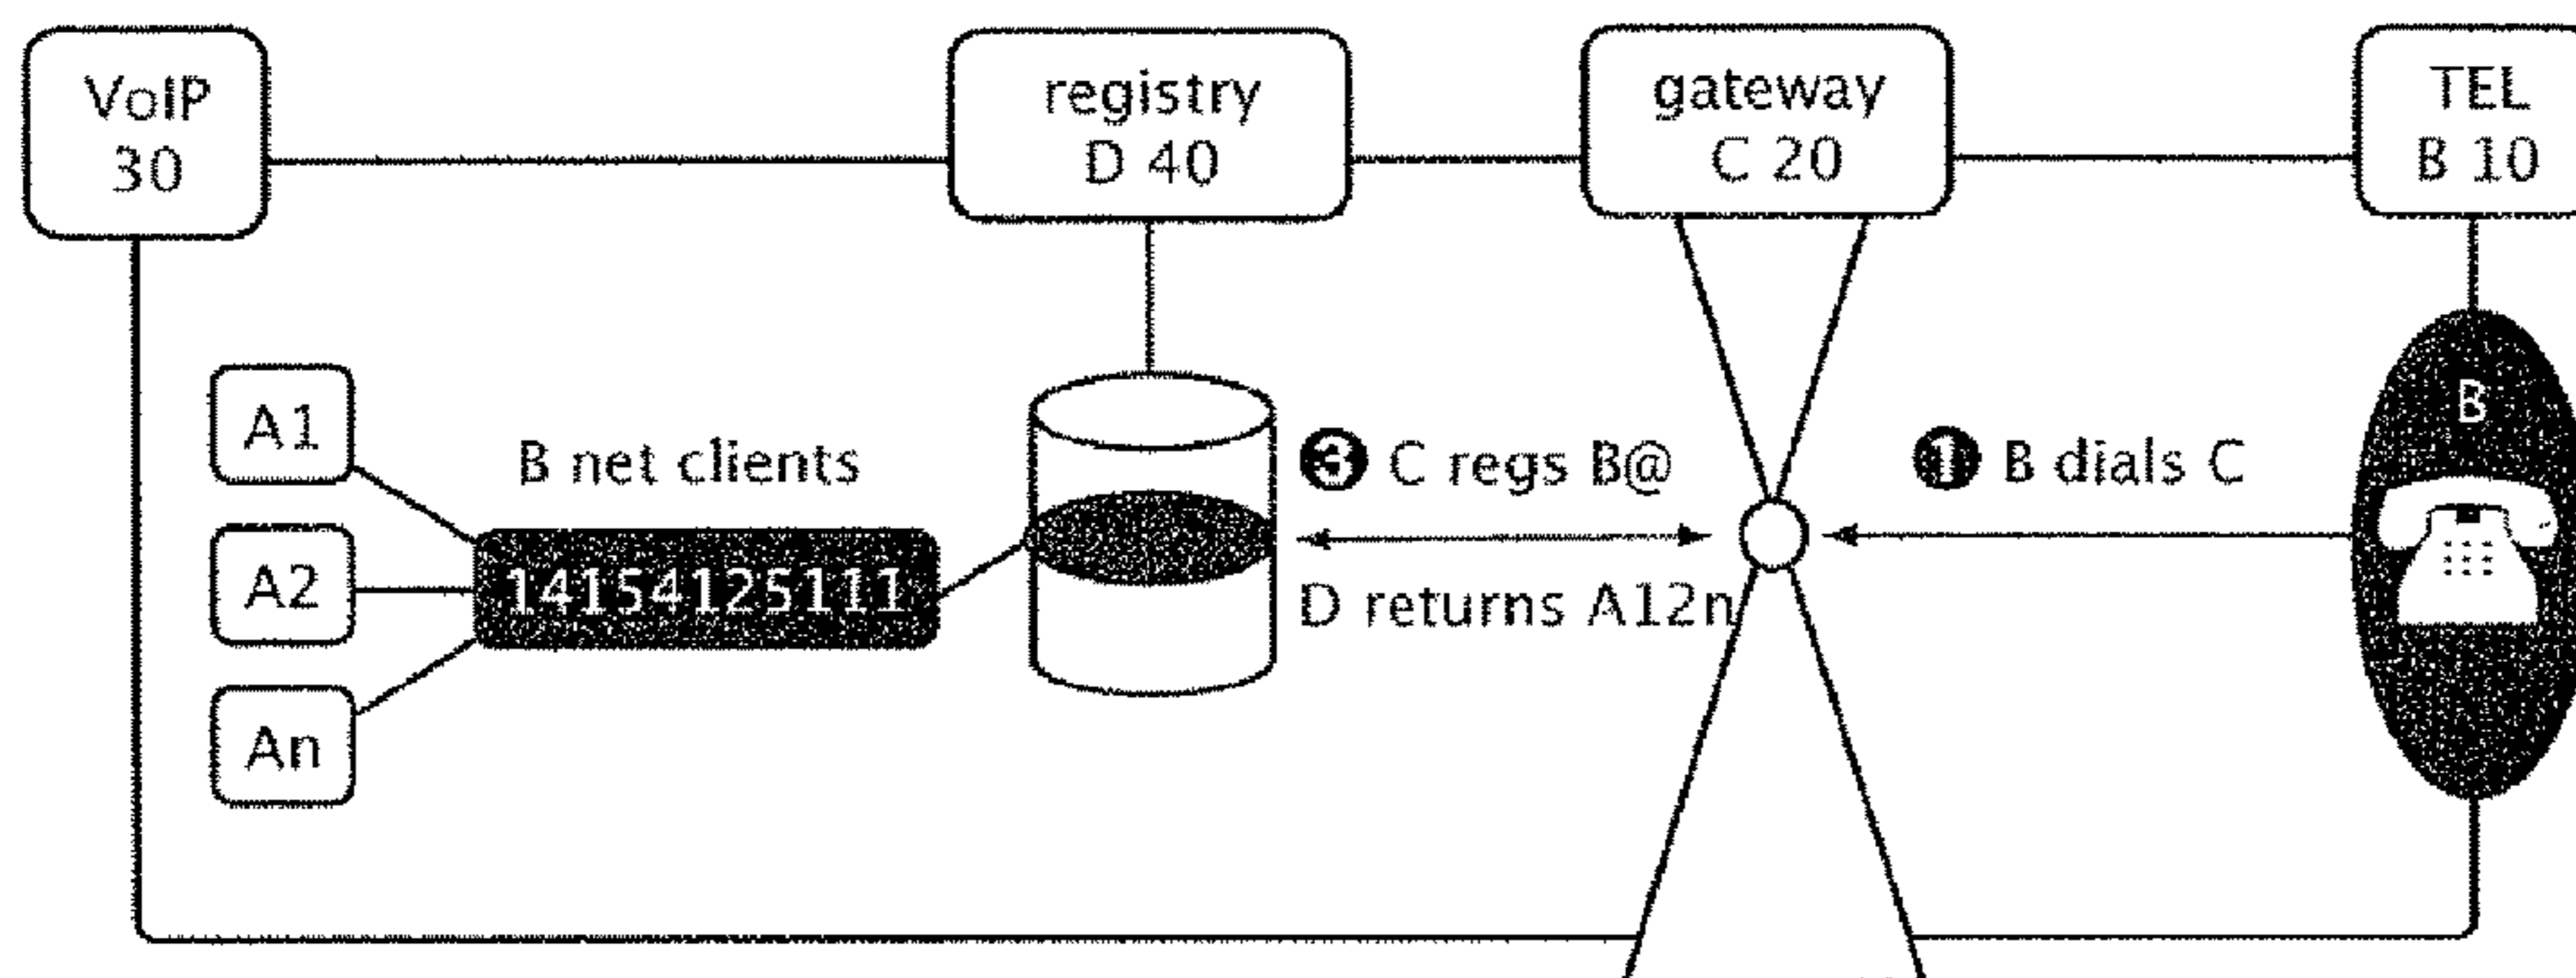 VoIP
30
registry
D 40
gateway
C 20
TEL
B 10
A1
A2
An
B net clients
14154125111
3 C regs B@
D returns A12n
1 B dials C
B